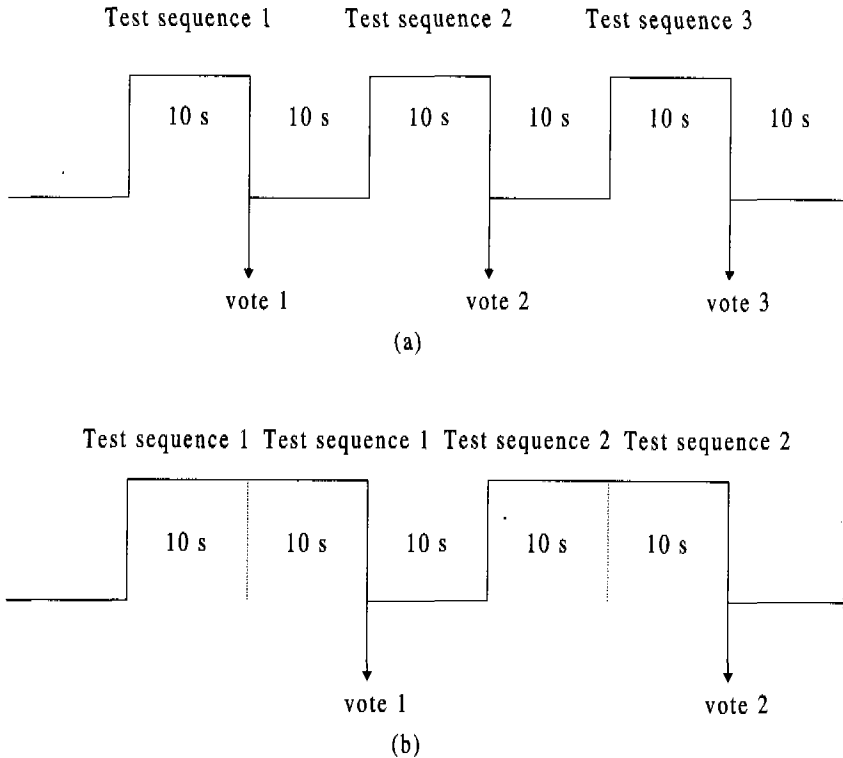 Test sequence 1 Test sequence 2 Test sequence 3
10 s 10 s 10 s 10 s 10 s 10 s
vote 1 vote 2 vote 3
(a)
Test sequence 1 Test sequence 1 Test sequence 2 Test sequence 2
10 s 10 s 10 s 10 s 10 s
vote 1 vote 2
(b)